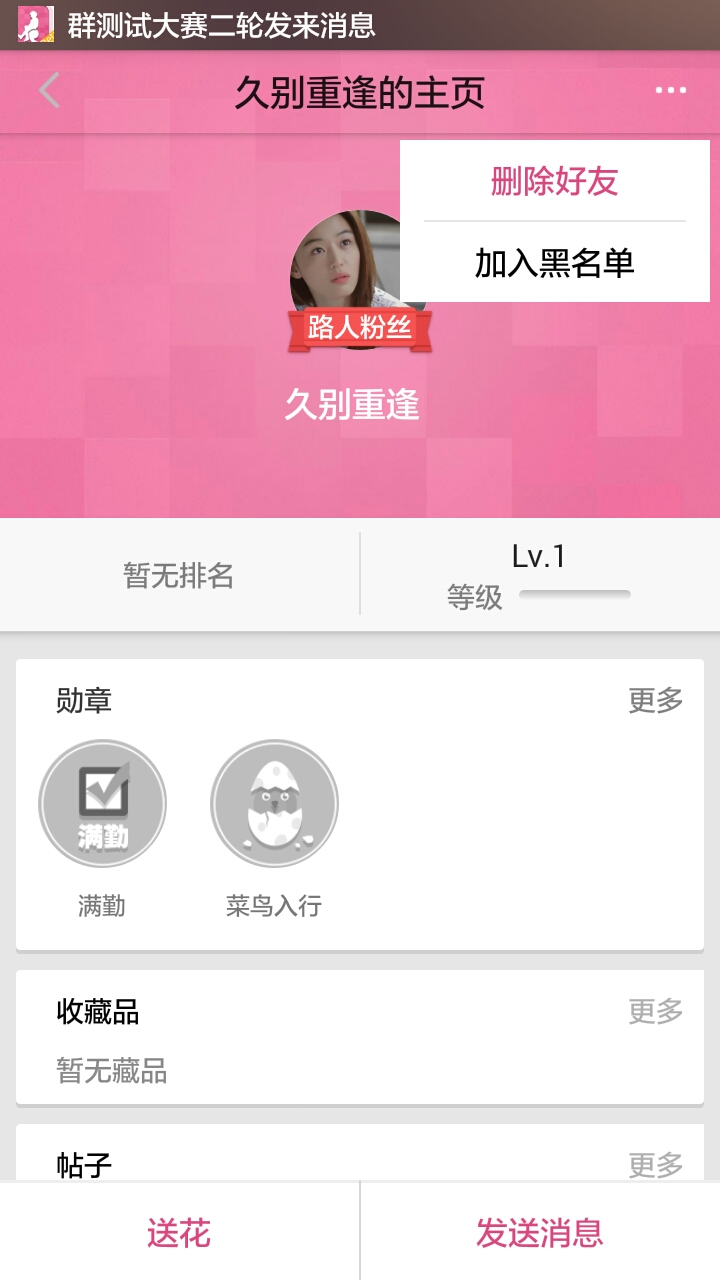 群测试大赛二轮发来消息
久别重逢的主页
删除好友
加入黑名单
路人粉丝
久别重逢
暂无排名
Lv.1
等级
勋章
更多
满勤
满勤
菜鸟入行
收藏品
更多
暂无藏品
帖子
更多
送花
发送消息